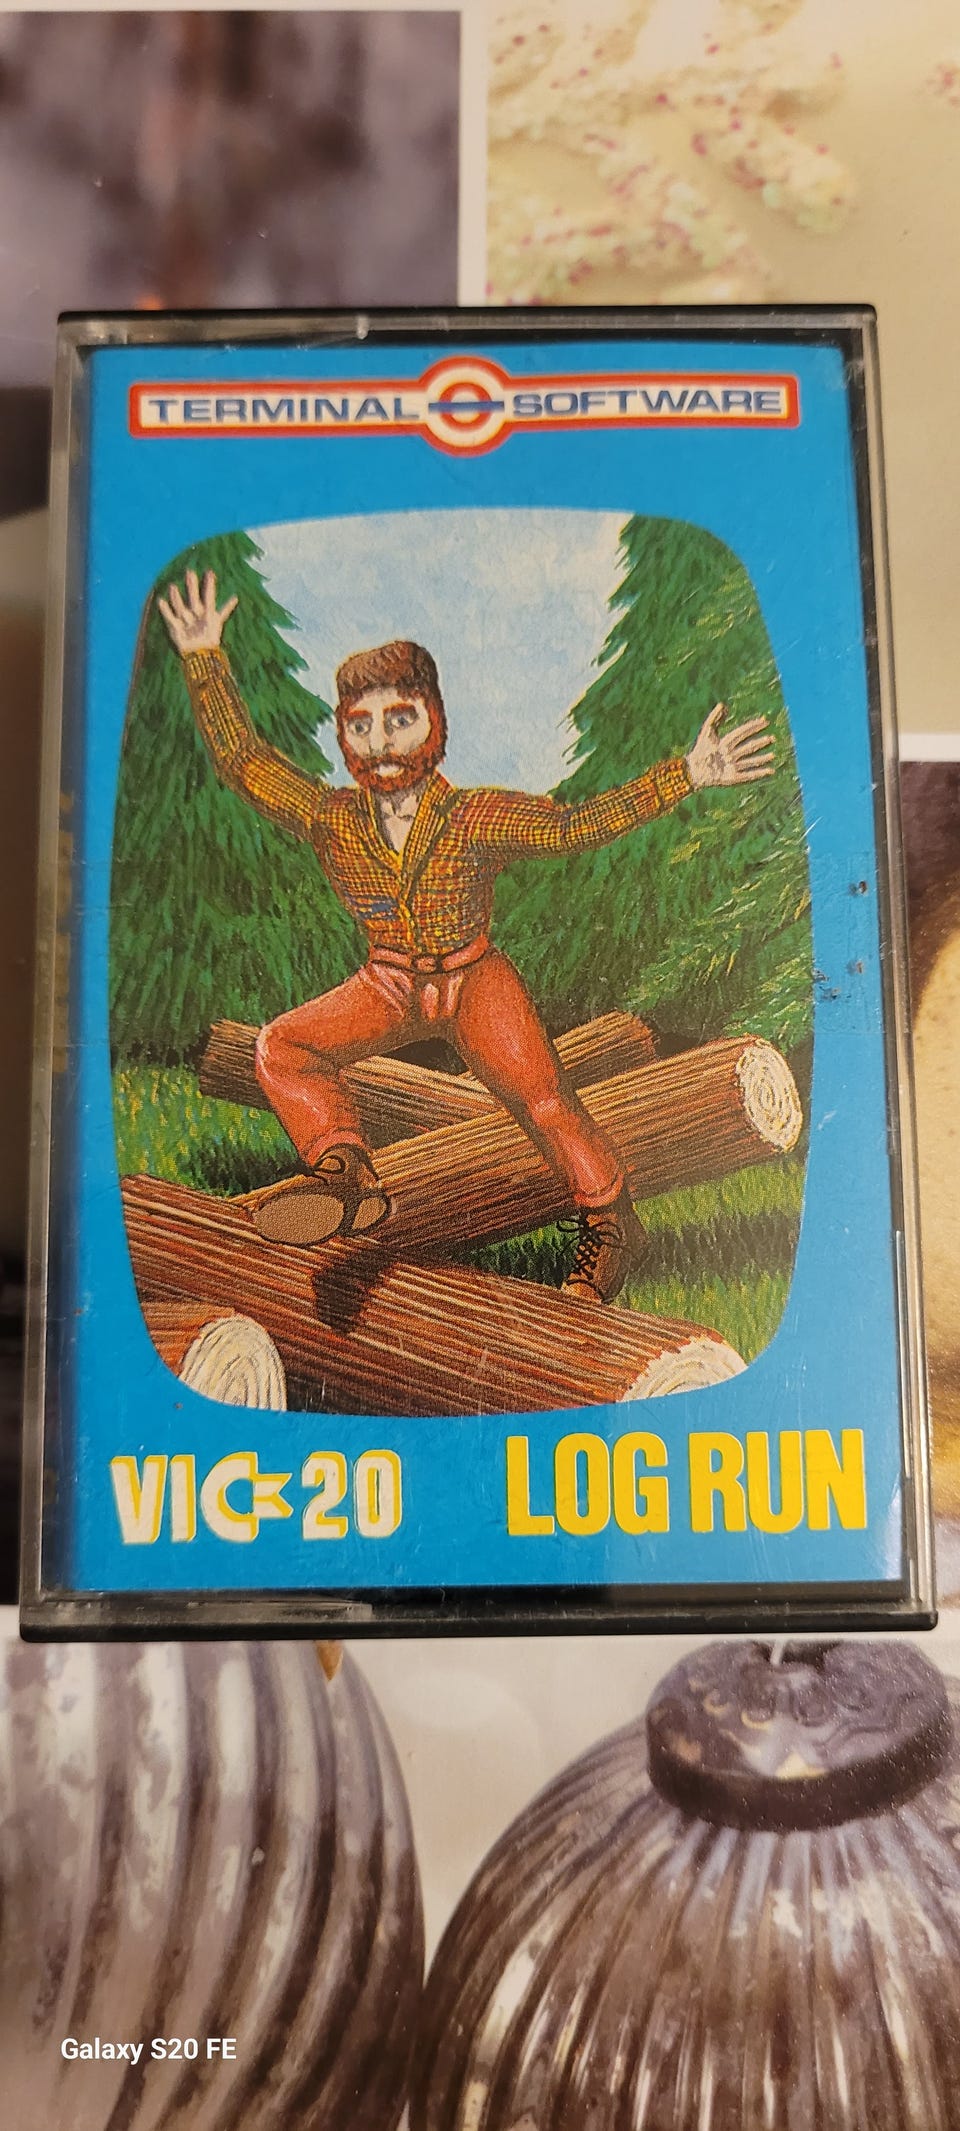 TERMINAL SOFTWARE
VIC-20 LOG RUN
Galaxy S20 FE